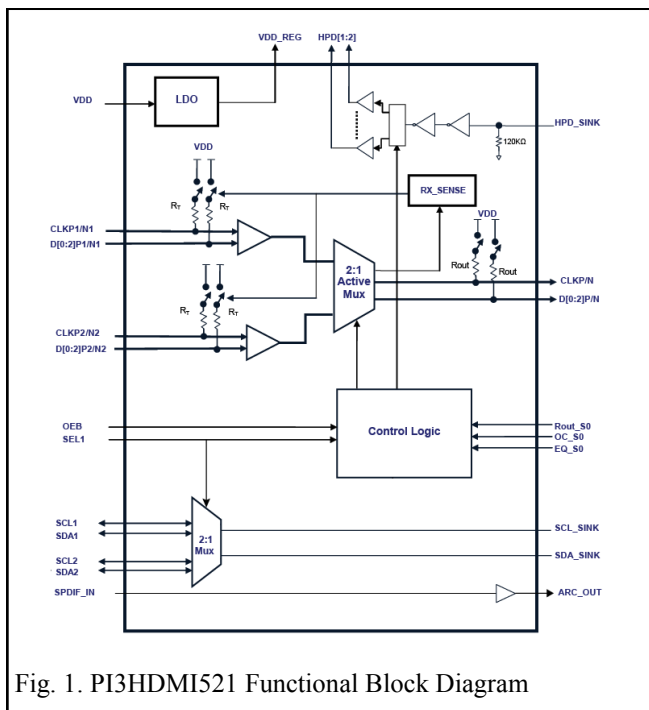 VDD_REG HPD[1:2]
VDD
LDO
HPD_SINK
120KΩ
VDD
RX_SENSE
RT RT
VDD
CLKP1/N1
D[0:2]P1/N1
Rout
Rout
2:1
Active
Mux
CLKP/N
D[0:2]P/N
RT RT
CLKP2/N2
D[0:2]P2/N2
OEB
SEL1
Control Logic
Rout_S0
OC_S0
EQ_S0
SCL1
SDA1
2:1
Mux
SCL_SINK
SCL2
SDA2
SDA_SINK
SPDIF_IN
ARC_OUT
Fig. 1. PI3HDMI521 Functional Block Diagram